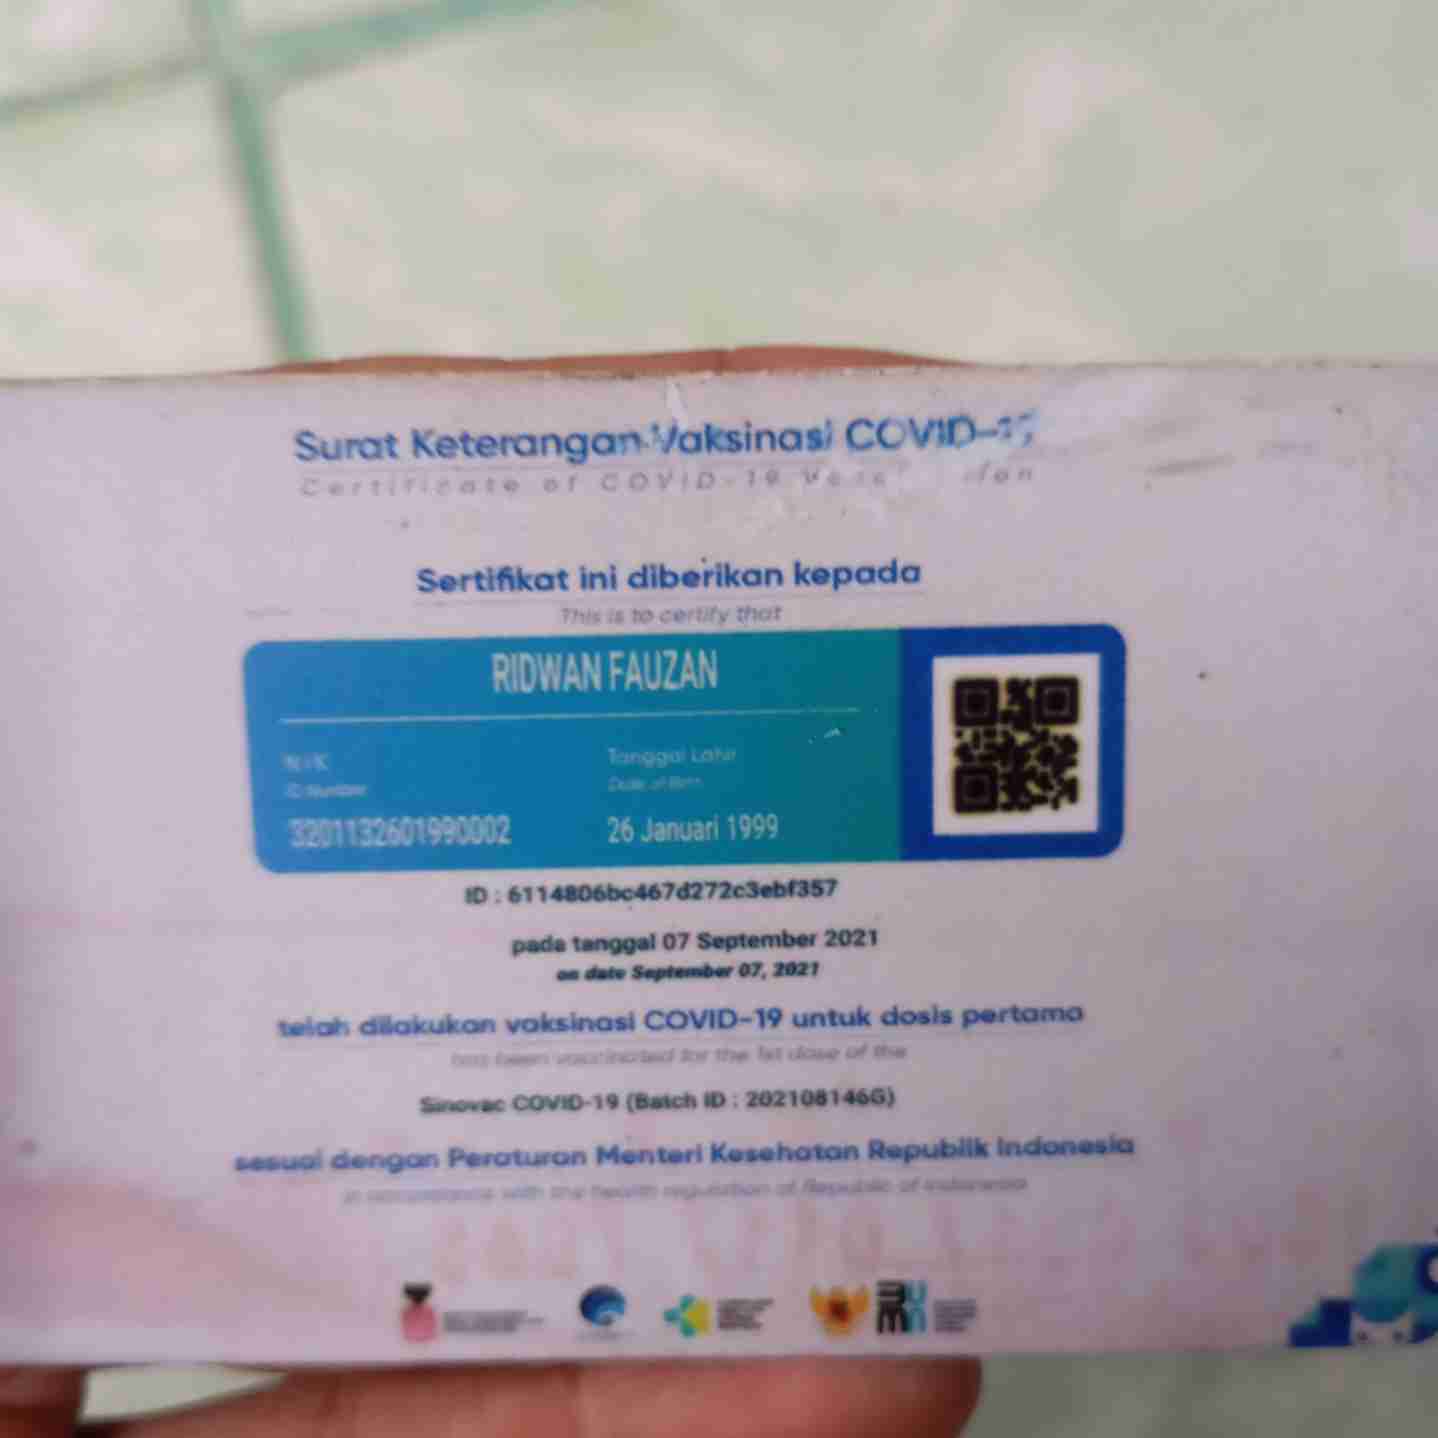 Surat Keterangan Vaksinasi COVID-19
Certificate of COVID-19
Sertifikat ini diberikan kepada
This is to certify that
RIDWAN FAUZAN
NIK Tanggal Lahir
ID Number Date of Birth
3201132601990002 26 Januari 1999
ID : 6114806bc467d272c3ebf357
pada tanggal 07 September 2021
on date September 07, 2021
telah dilakukan vaksinasi COVID-19 untuk dosis pertama
has been vaccinated for the 1st dose of the
Sinovac COVID-19 (Batch ID : 202108146G)
sesuai dengan Peraturan Menteri Kesehatan Republik Indonesia
in accordance with the health regulation of Republic of Indonesia